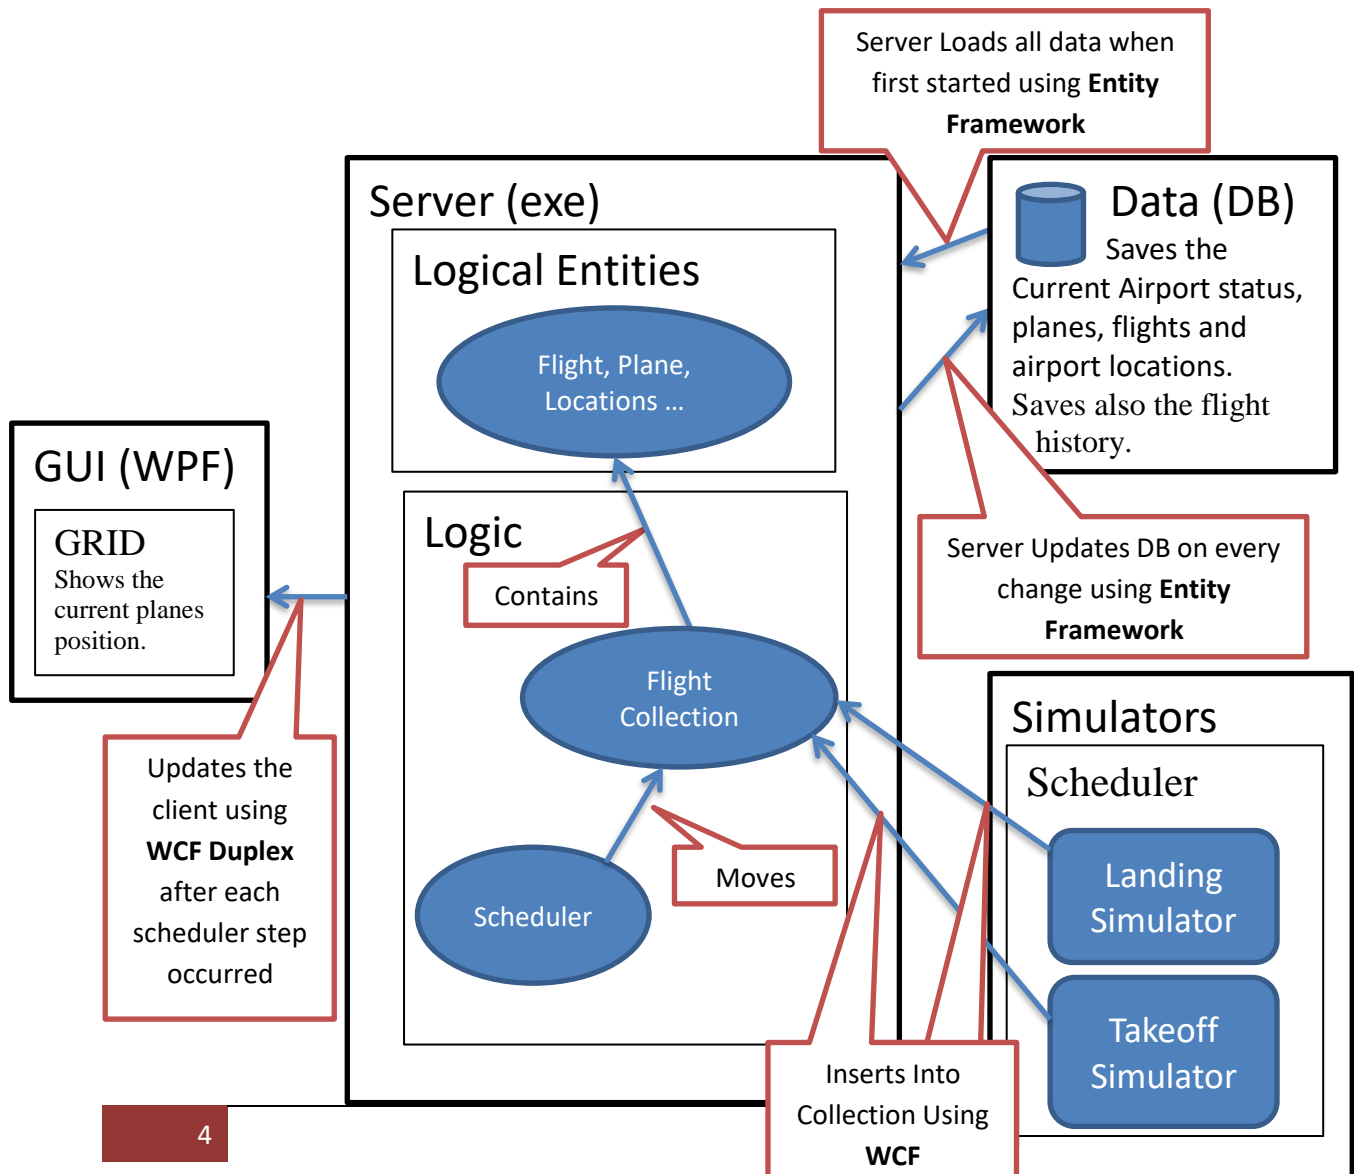 Server Loads all data when
first started using Entity
Framework
Server (exe)
Logical Entities
Flight, Plane,
Locations ...
Data (DB)
Saves the
Current Airport status,
planes, flights and
airport locations.
Saves also the flight
history.
GUI (WPF)
GRID
Shows the
current planes
position.
Logic
Contains
Server Updates DB on every
change using Entity
Framework
Flight
Collection
Updates the
client using
WCF Duplex
after each
scheduler step
occurred
Moves
Scheduler
Simulators
Scheduler
Landing
Simulator
Takeoff
Simulator
Inserts Into
Collection Using
WCF
4